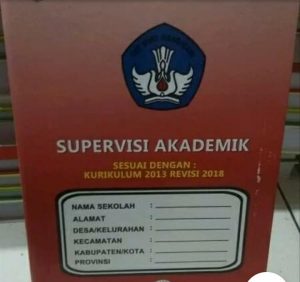 SUPERVISI AKADEMIK
SESUAI DENGAN :
KURIKULUM 2013 REVISI 2018
NAMA SEKOLAH :
ALAMAT :
DESA/KELURAHAN :
KECAMATAN :
KABUPATEN/KOTA :
PROVINSI :